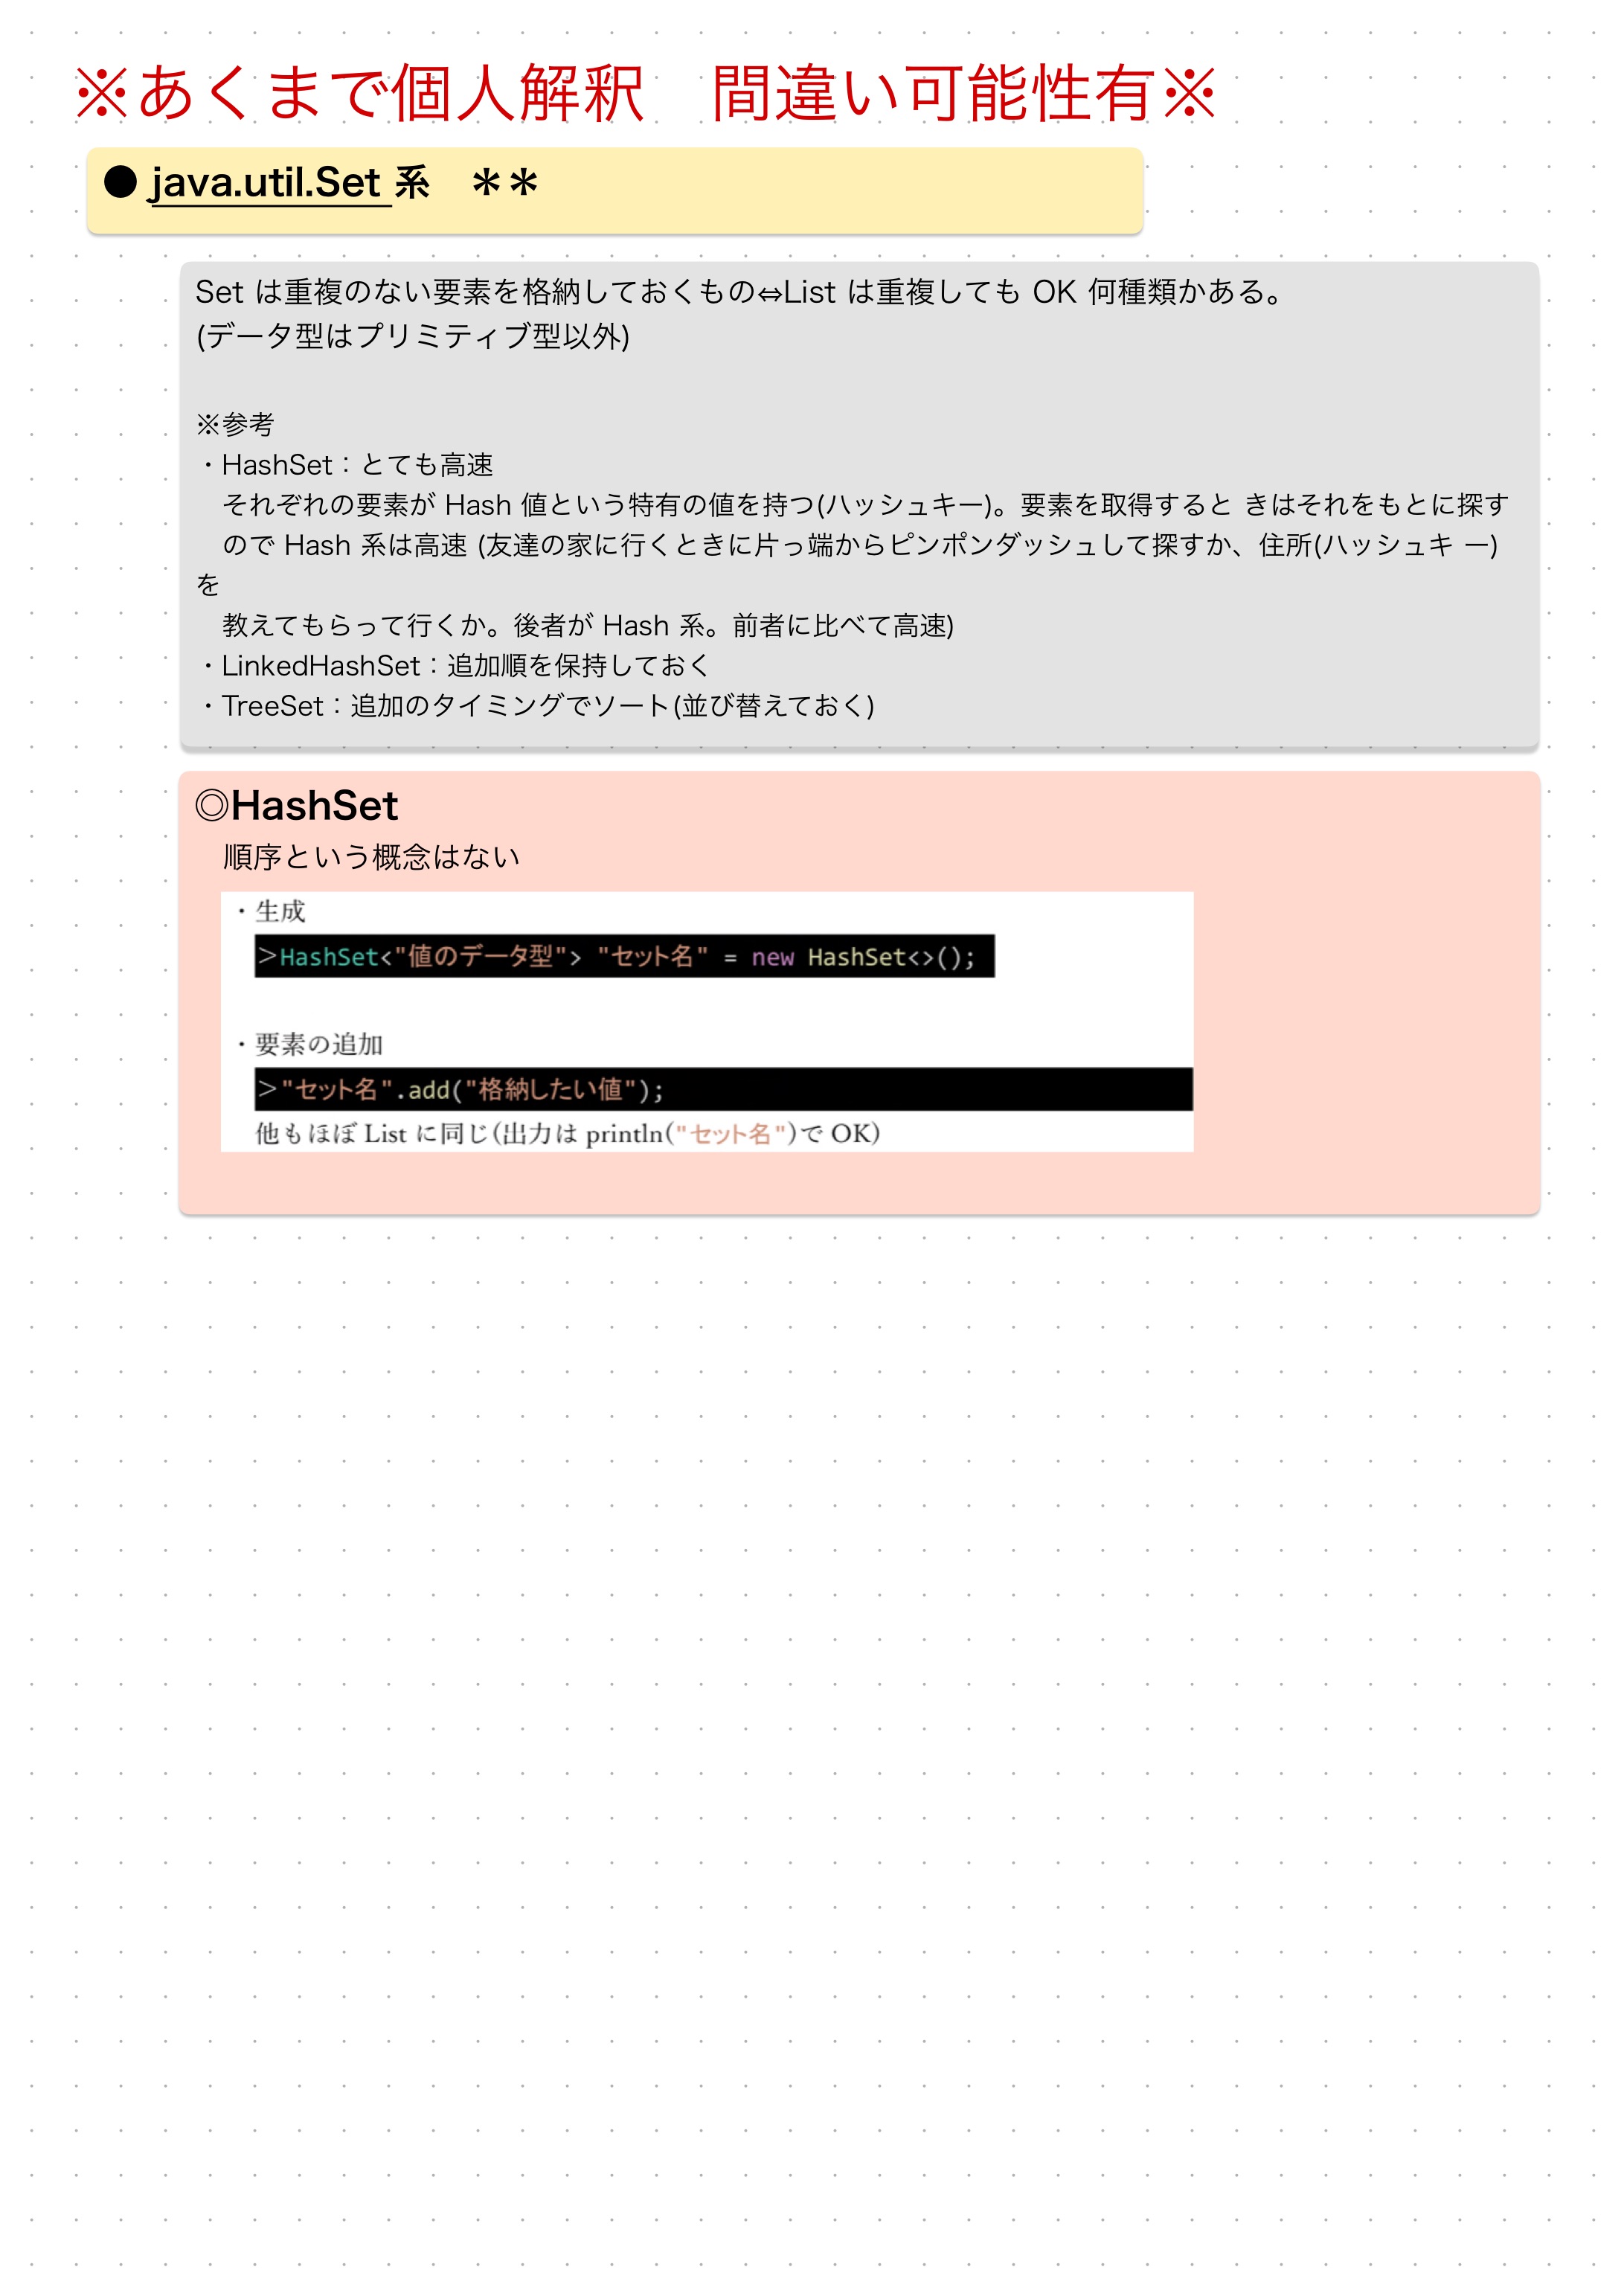 ※あくまで個人解釈　間違い可能性有※
● java.util.Set 系　＊＊
Set は重複のない要素を格納しておくもの⇔List は重複しても OK 何種類かある。
(データ型はプリミティブ型以外)
※参考
・HashSet：とても高速
それぞれの要素が Hash 値という特有の値を持つ(ハッシュキー)。要素を取得すると きはそれをもとに探す
ので Hash 系は高速 (友達の家に行くときに片っ端からピンポンダッシュして探すか、住所(ハッシュキ ー)
を
教えてもらって行くか。後者が Hash 系。前者に比べて高速)
・LinkedHashSet：追加順を保持しておく
・TreeSet：追加のタイミングでソート(並び替えておく)
◎HashSet
順序という概念はない
・生成
>HashSet<"値のデータ型"> "セット名" = new HashSet<>();
・要素の追加
>"セット名".add("格納したい値");
他もほぼ List に同じ(出力は println("セット名")で OK)